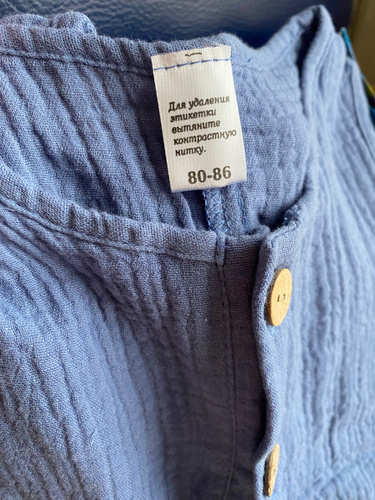 Для удаления
этикетки
вытяните
контрастную
нитку.
80-86